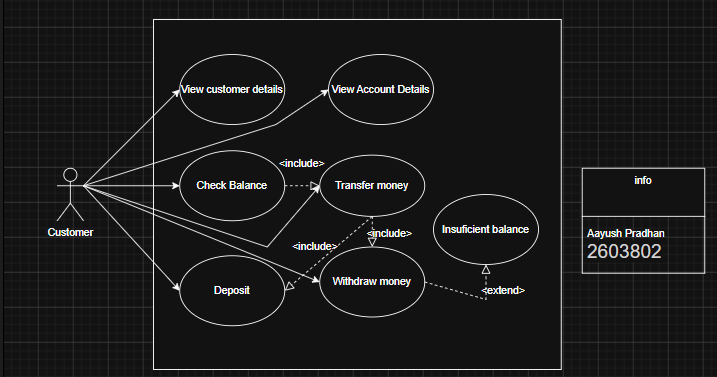 View customer details
View Account Details
<include>
Check Balance
Transfer money
info
Customer
<include>
<include>
Insuficient balance
Aayush Pradhan
2603802
Deposit
Withdraw money
<extend>